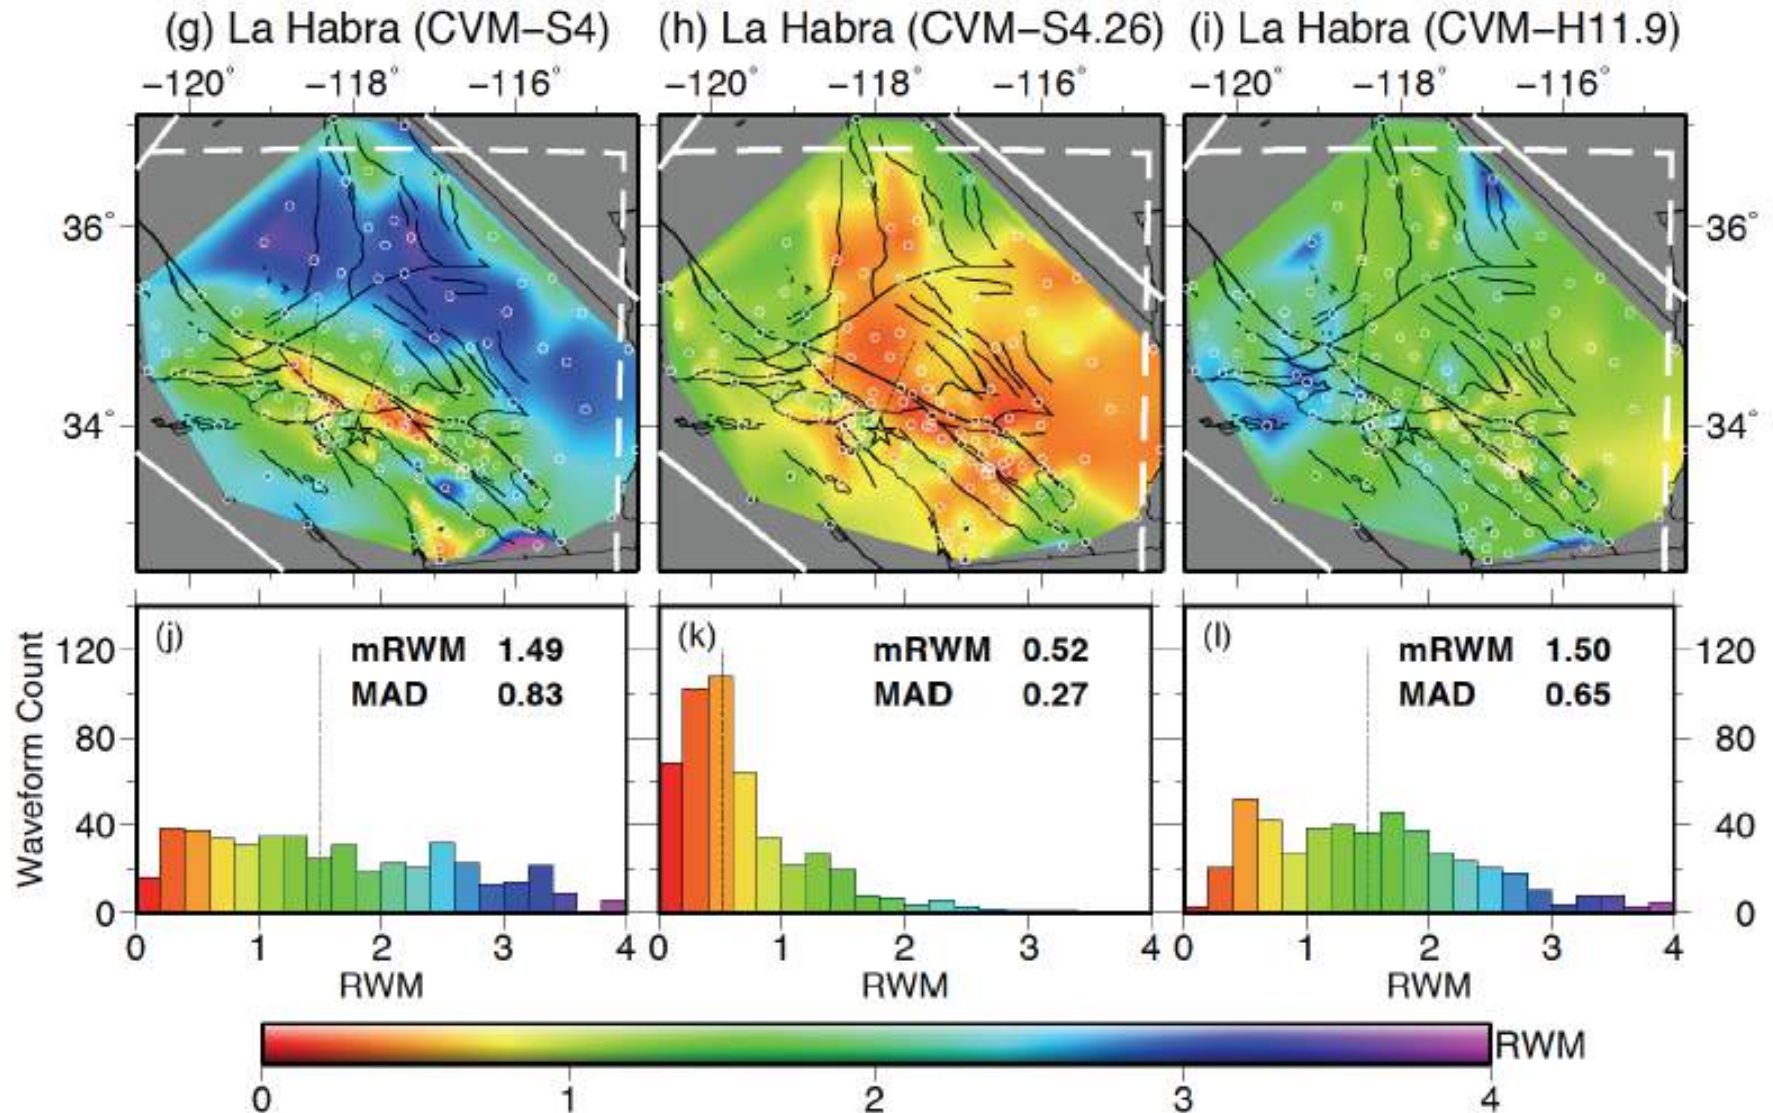 (g) La Habra (CVM−S4) (h) La Habra (CVM−S4.26) (i) La Habra (CVM−H11.9)
−120° −118° −116° −120° −118° −116° −120° −118° −116°
36° 36°
34° 34°
(j) mRWM 1.49 (k) mRWM 0.52 (l) mRWM 1.50
MAD 0.83 MAD 0.27 MAD 0.65
Waveform Count
120 120
80 80
40 40
0 0
0 1 2 3 4 0 1 2 3 4 0 1 2 3 4
RWM RWM RWM
RWM
0 1 2 3 4